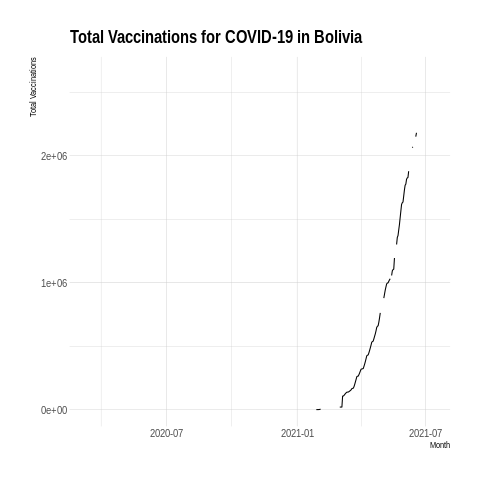 Total Vaccinations for COVID-19 in Bolivia
Total Vaccinations
2e+06
1e+06
0e+00
2020-07
2021-01
2021-07
Month